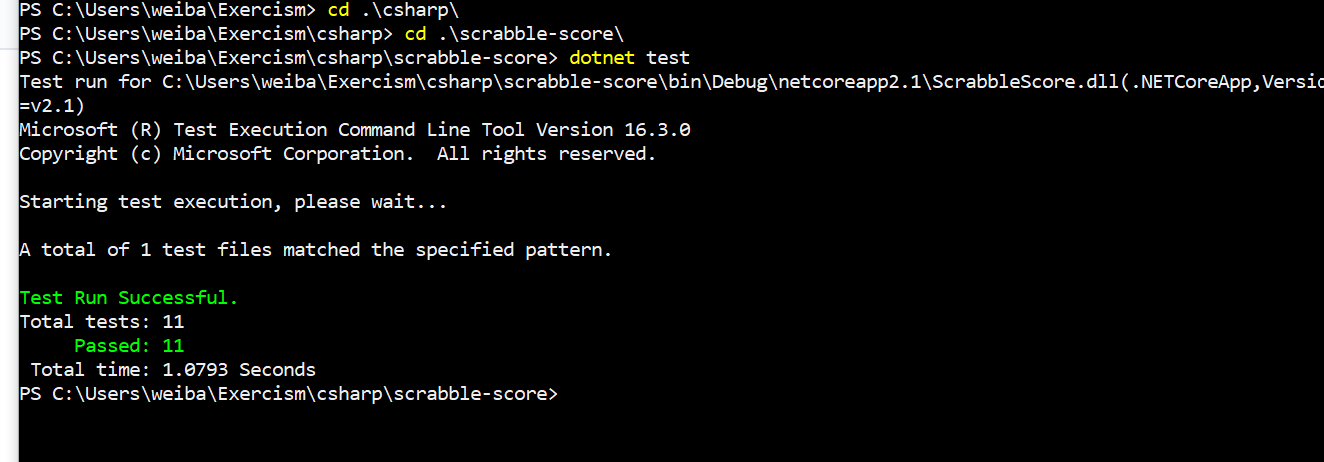 PS C:\Users\weiba\Exercism> cd .\csharp\
PS C:\Users\weiba\Exercism\csharp> cd .\scrabble-score\
PS C:\Users\weiba\Exercism\csharp\scrabble-score> dotnet test
Test run for C:\Users\weiba\Exercism\csharp\scrabble-score\bin\Debug\netcoreapp2.1\ScrabbleScore.dll(.NETCoreApp,Versio
=v2.1)
Microsoft (R) Test Execution Command Line Tool Version 16.3.0
Copyright (c) Microsoft Corporation.  All rights reserved.
Starting test execution, please wait...
A total of 1 test files matched the specified pattern.
Test Run Successful.
Total tests: 11
Passed: 11
Total time: 1.0793 Seconds
PS C:\Users\weiba\Exercism\csharp\scrabble-score>